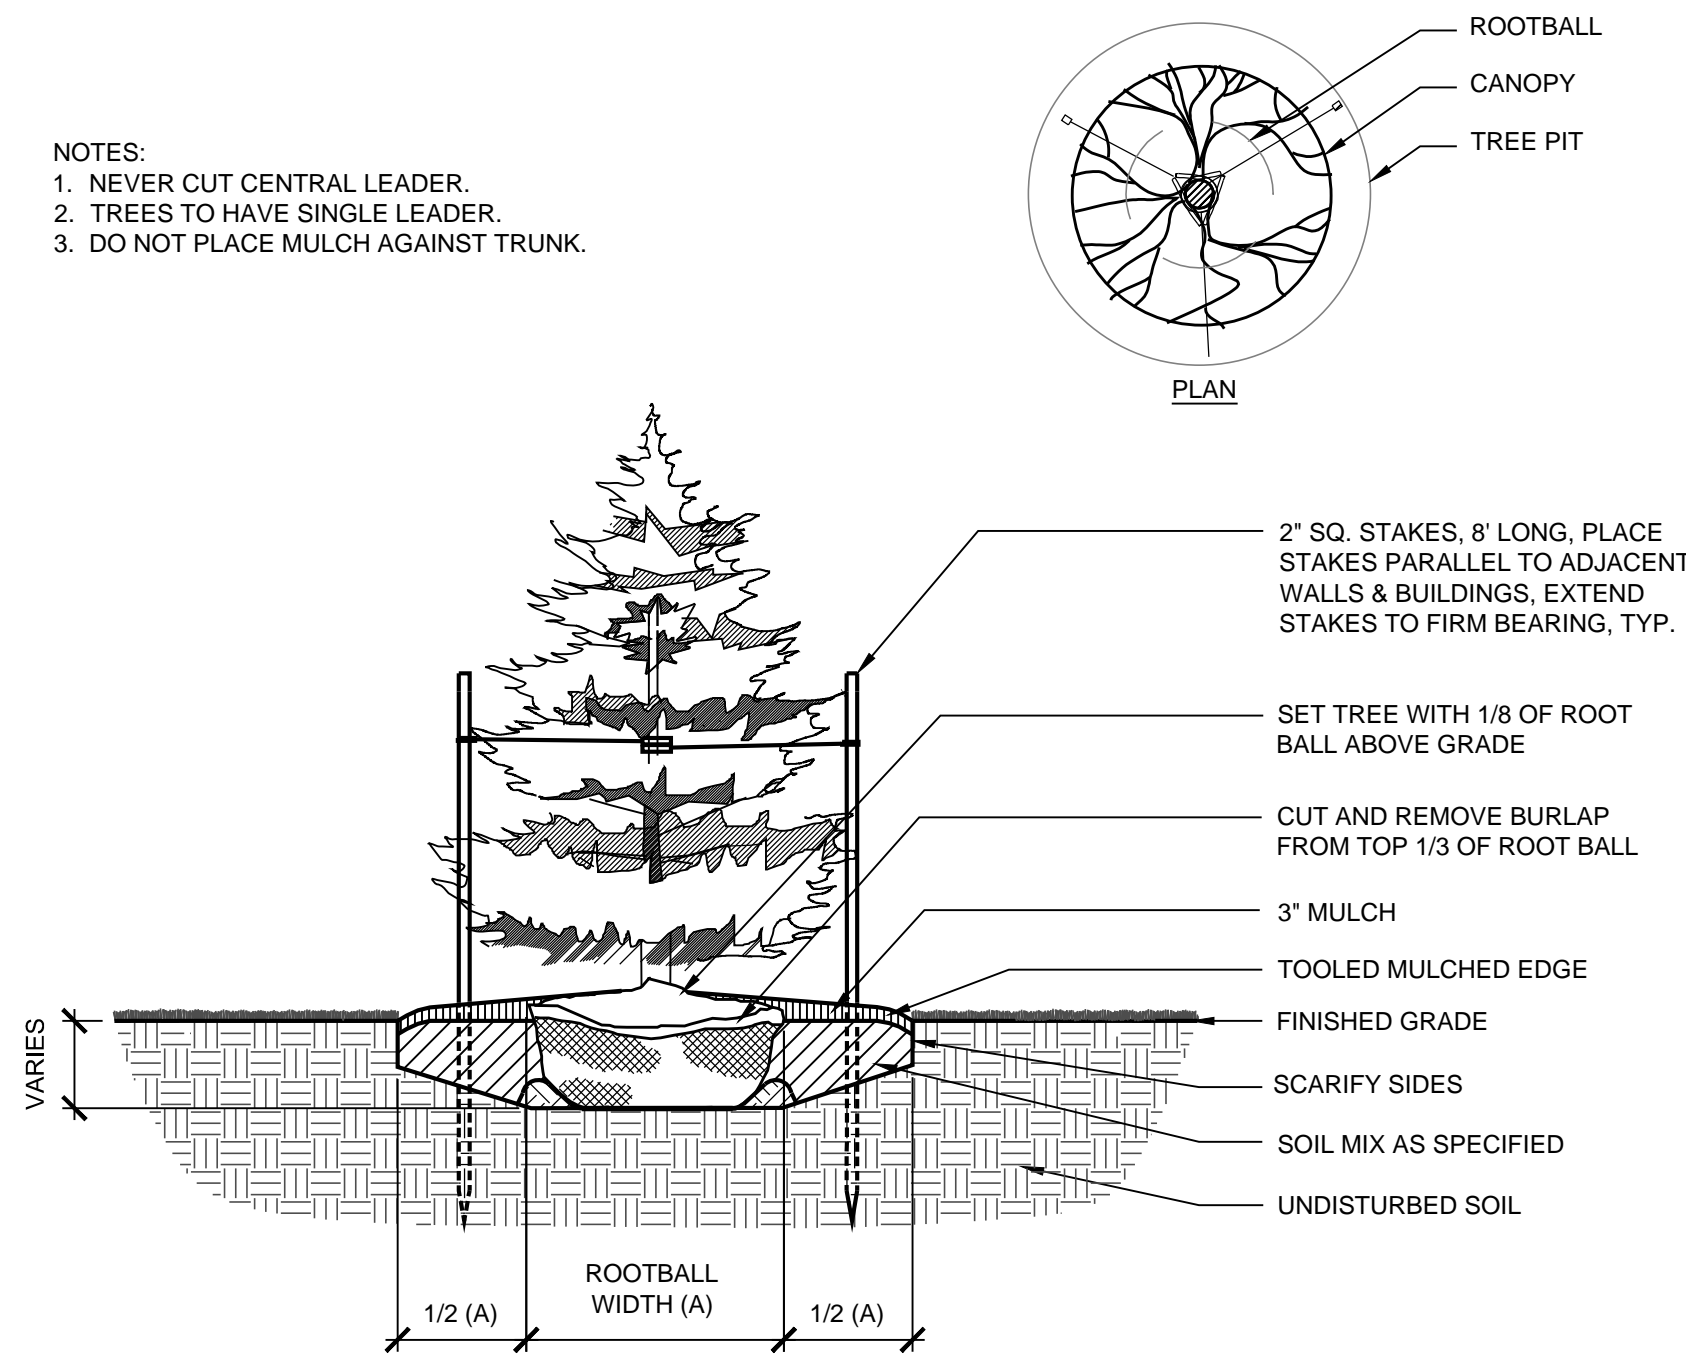 ROOTBALL
CANOPY
TREE PIT
NOTES:
1. NEVER CUT CENTRAL LEADER.
2. TREES TO HAVE SINGLE LEADER.
3. DO NOT PLACE MULCH AGAINST TRUNK.
PLAN
2" SQ. STAKES, 8' LONG, PLACE
STAKES PARALLEL TO ADJACENT
WALLS & BUILDINGS, EXTEND
STAKES TO FIRM BEARING, TYP.
SET TREE WITH 1/8 OF ROOT
BALL ABOVE GRADE
CUT AND REMOVE BURLAP
FROM TOP 1/3 OF ROOT BALL
3" MULCH
TOOLED MULCHED EDGE
FINISHED GRADE
SCARIFY SIDES
SOIL MIX AS SPECIFIED
UNDISTURBED SOIL
VARIES
ROOTBALL
WIDTH (A)
1/2 (A)
1/2 (A)